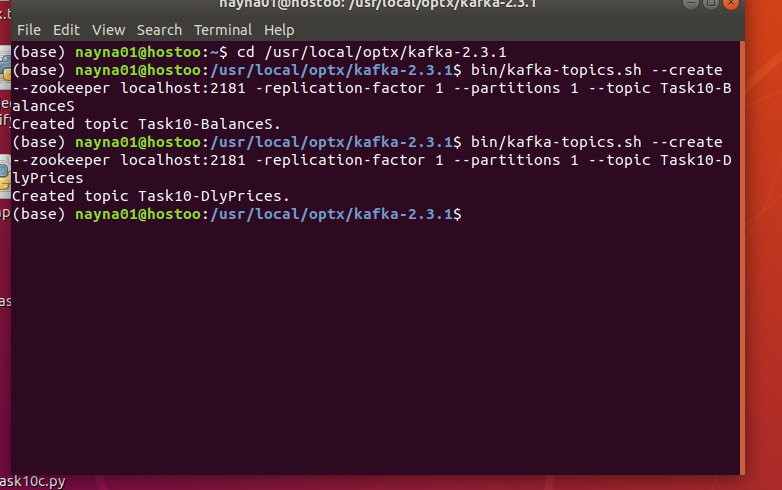 nayna01@hostoo: /usr/local/optx/kafka-2.3.1
File Edit View Search Terminal Help
(base) nayna01@hostoo:~$ cd /usr/local/optx/kafka-2.3.1
(base) nayna01@hostoo:/usr/local/optx/kafka-2.3.1$ bin/kafka-topics.sh --create
--zookeeper localhost:2181 -replication-factor 1 --partitions 1 --topic Task10-B
alanceS
Created topic Task10-BalanceS.
(base) nayna01@hostoo:/usr/local/optx/kafka-2.3.1$ bin/kafka-topics.sh --create
--zookeeper localhost:2181 -replication-factor 1 --partitions 1 --topic Task10-D
lyPrices
Created topic Task10-DlyPrices.
(base) nayna01@hostoo:/usr/local/optx/kafka-2.3.1$
ask10c.py